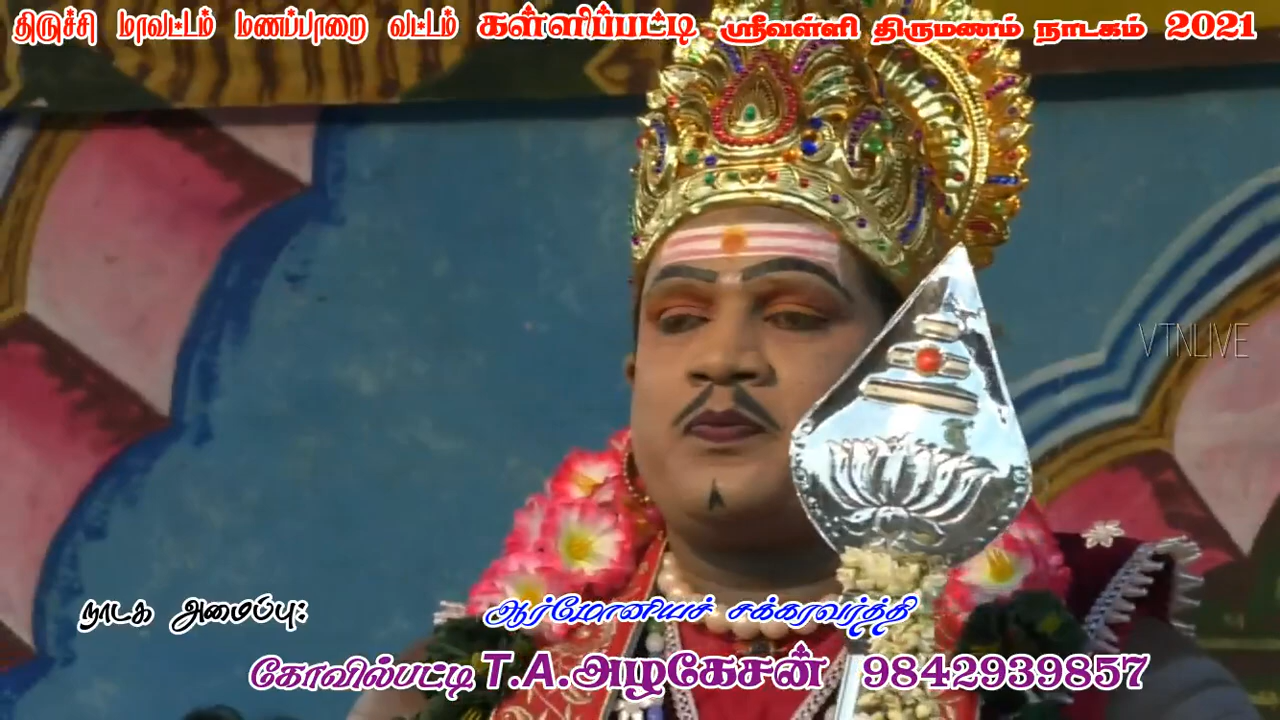 திருச்சி மாவட்டம் மணப்பாறை வட்டம் கள்ளிப்பட்டி ஸ்ரீவள்ளி திருமணம் நாடகம் 2021
VTNLIVE
நாடக அமைப்பு: ஆர்மோனியச் சக்கரவர்த்தி
கோவில்பட்டி T.A.அழகேசன் 9842939857